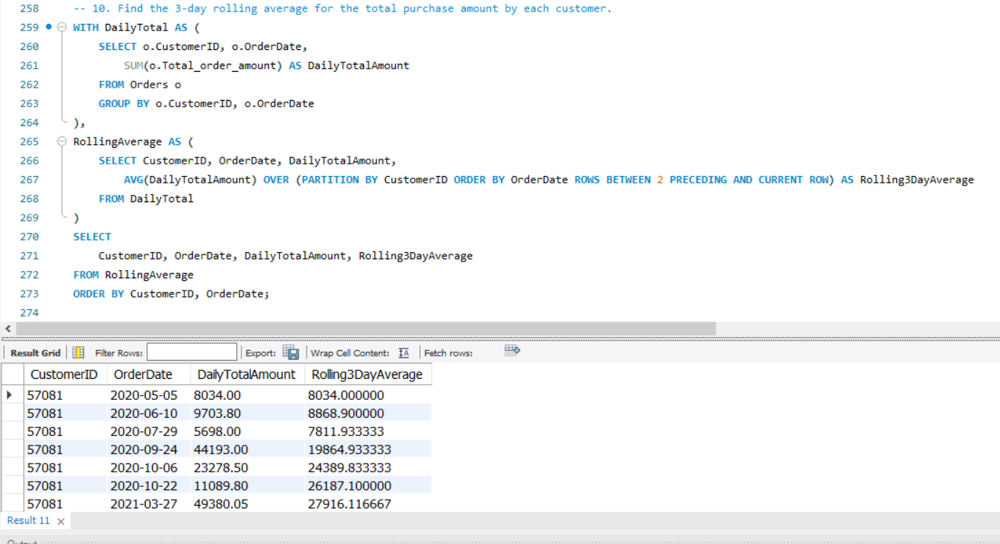 258 -- 10. Find the 3-day rolling average for the total purchase amount by each customer.
259 WITH DailyTotal AS (
260 SELECT o.CustomerID, o.OrderDate,
261 SUM(o.Total_order_amount) AS DailyTotalAmount
262 FROM Orders o
263 GROUP BY o.CustomerID, o.OrderDate
264 ),
265 RollingAverage AS (
266 SELECT CustomerID, OrderDate, DailyTotalAmount,
267 AVG(DailyTotalAmount) OVER (PARTITION BY CustomerID ORDER BY OrderDate ROWS BETWEEN 2 PRECEDING AND CURRENT ROW) AS Rolling3DayAverage
268 FROM DailyTotal
269 )
270 SELECT
271 CustomerID, OrderDate, DailyTotalAmount, Rolling3DayAverage
272 FROM RollingAverage
273 ORDER BY CustomerID, OrderDate;
274
Result Grid Filter Rows: Export: Wrap Cell Content: Fetch rows:
CustomerID OrderDate DailyTotalAmount Rolling3DayAverage
57081 2020-05-05 8034.00 8034.000000
57081 2020-06-10 9703.80 8868.900000
57081 2020-07-29 5698.00 7811.933333
57081 2020-09-24 44193.00 19864.933333
57081 2020-10-06 23278.50 24389.833333
57081 2020-10-22 11089.80 26187.100000
57081 2021-03-27 49380.05 27916.116667
Result 11
Output